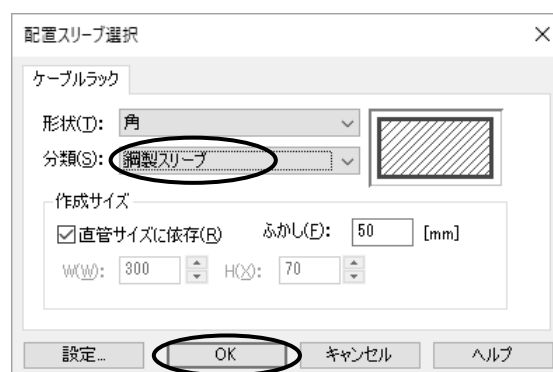 配置スリーブ選択
ケーブルラック
形状(T): 角
分類(S): 鋼製スリーブ
作成サイズ
直管サイズに依存(R) ふかし(F): 50 [mm]
W(W): 300 H(X): 70
設定... OK キャンセル ヘルプ